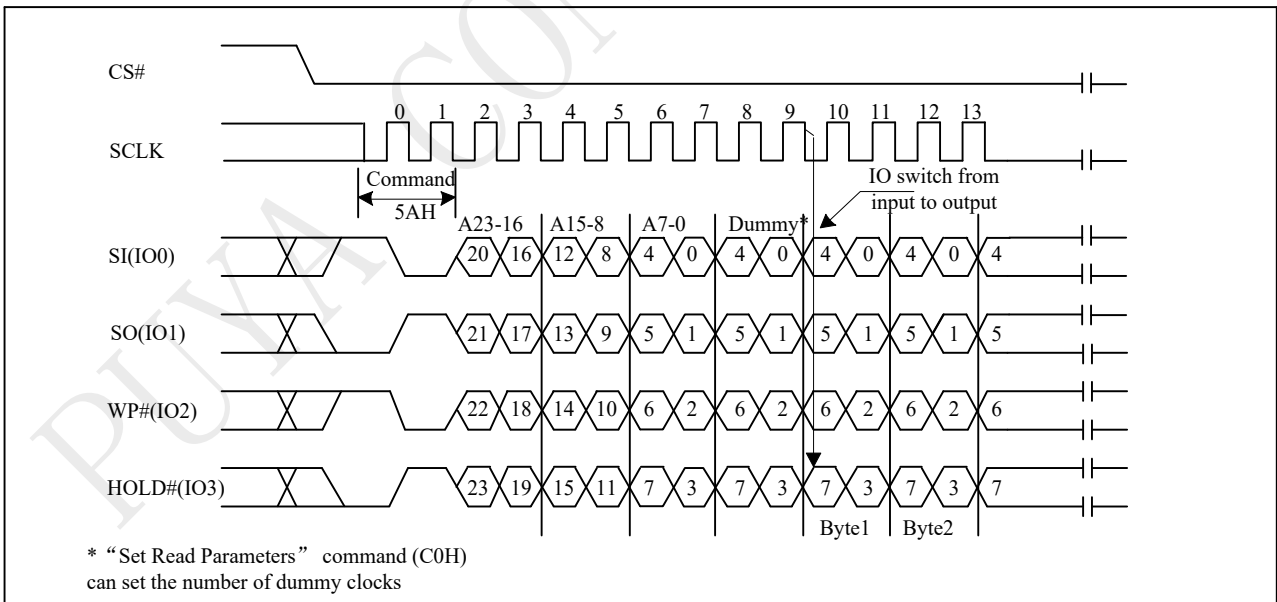 PUYA CON
CS#
0 1 2 3 4 5 6 7 8 9 10 11 12 13
SCLK
Command
5AH
IO switch from
input to output
A23-16 A15-8 A7-0 Dummy*
SI(IO0) 20 16 12 8 4 0 4 0 4 0 4 0 4
SO(IO1) 21 17 13 9 5 1 5 1 5 1 5 1 5
WP#(IO2) 22 18 14 10 6 2 6 2 6 2 6 2 6
HOLD#(IO3) 23 19 15 11 7 3 7 3 7 3 7 3 7
Byte1 Byte2
* “Set Read Parameters” command (C0H)
can set the number of dummy clocks